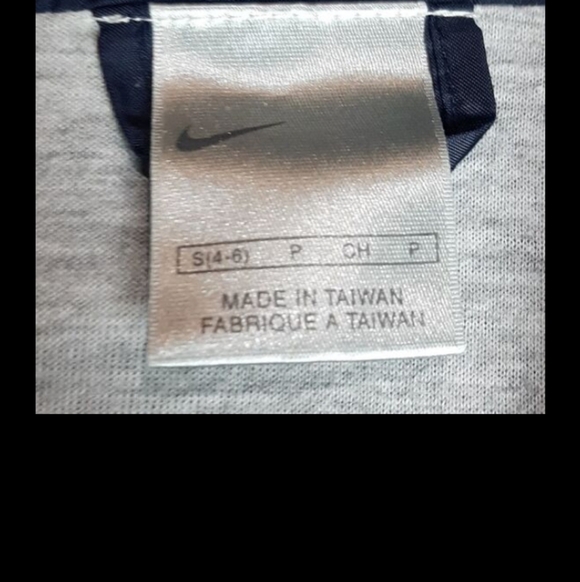 S(4-6) P CH P
MADE IN TAIWAN
FABRIQUE A TAIWAN